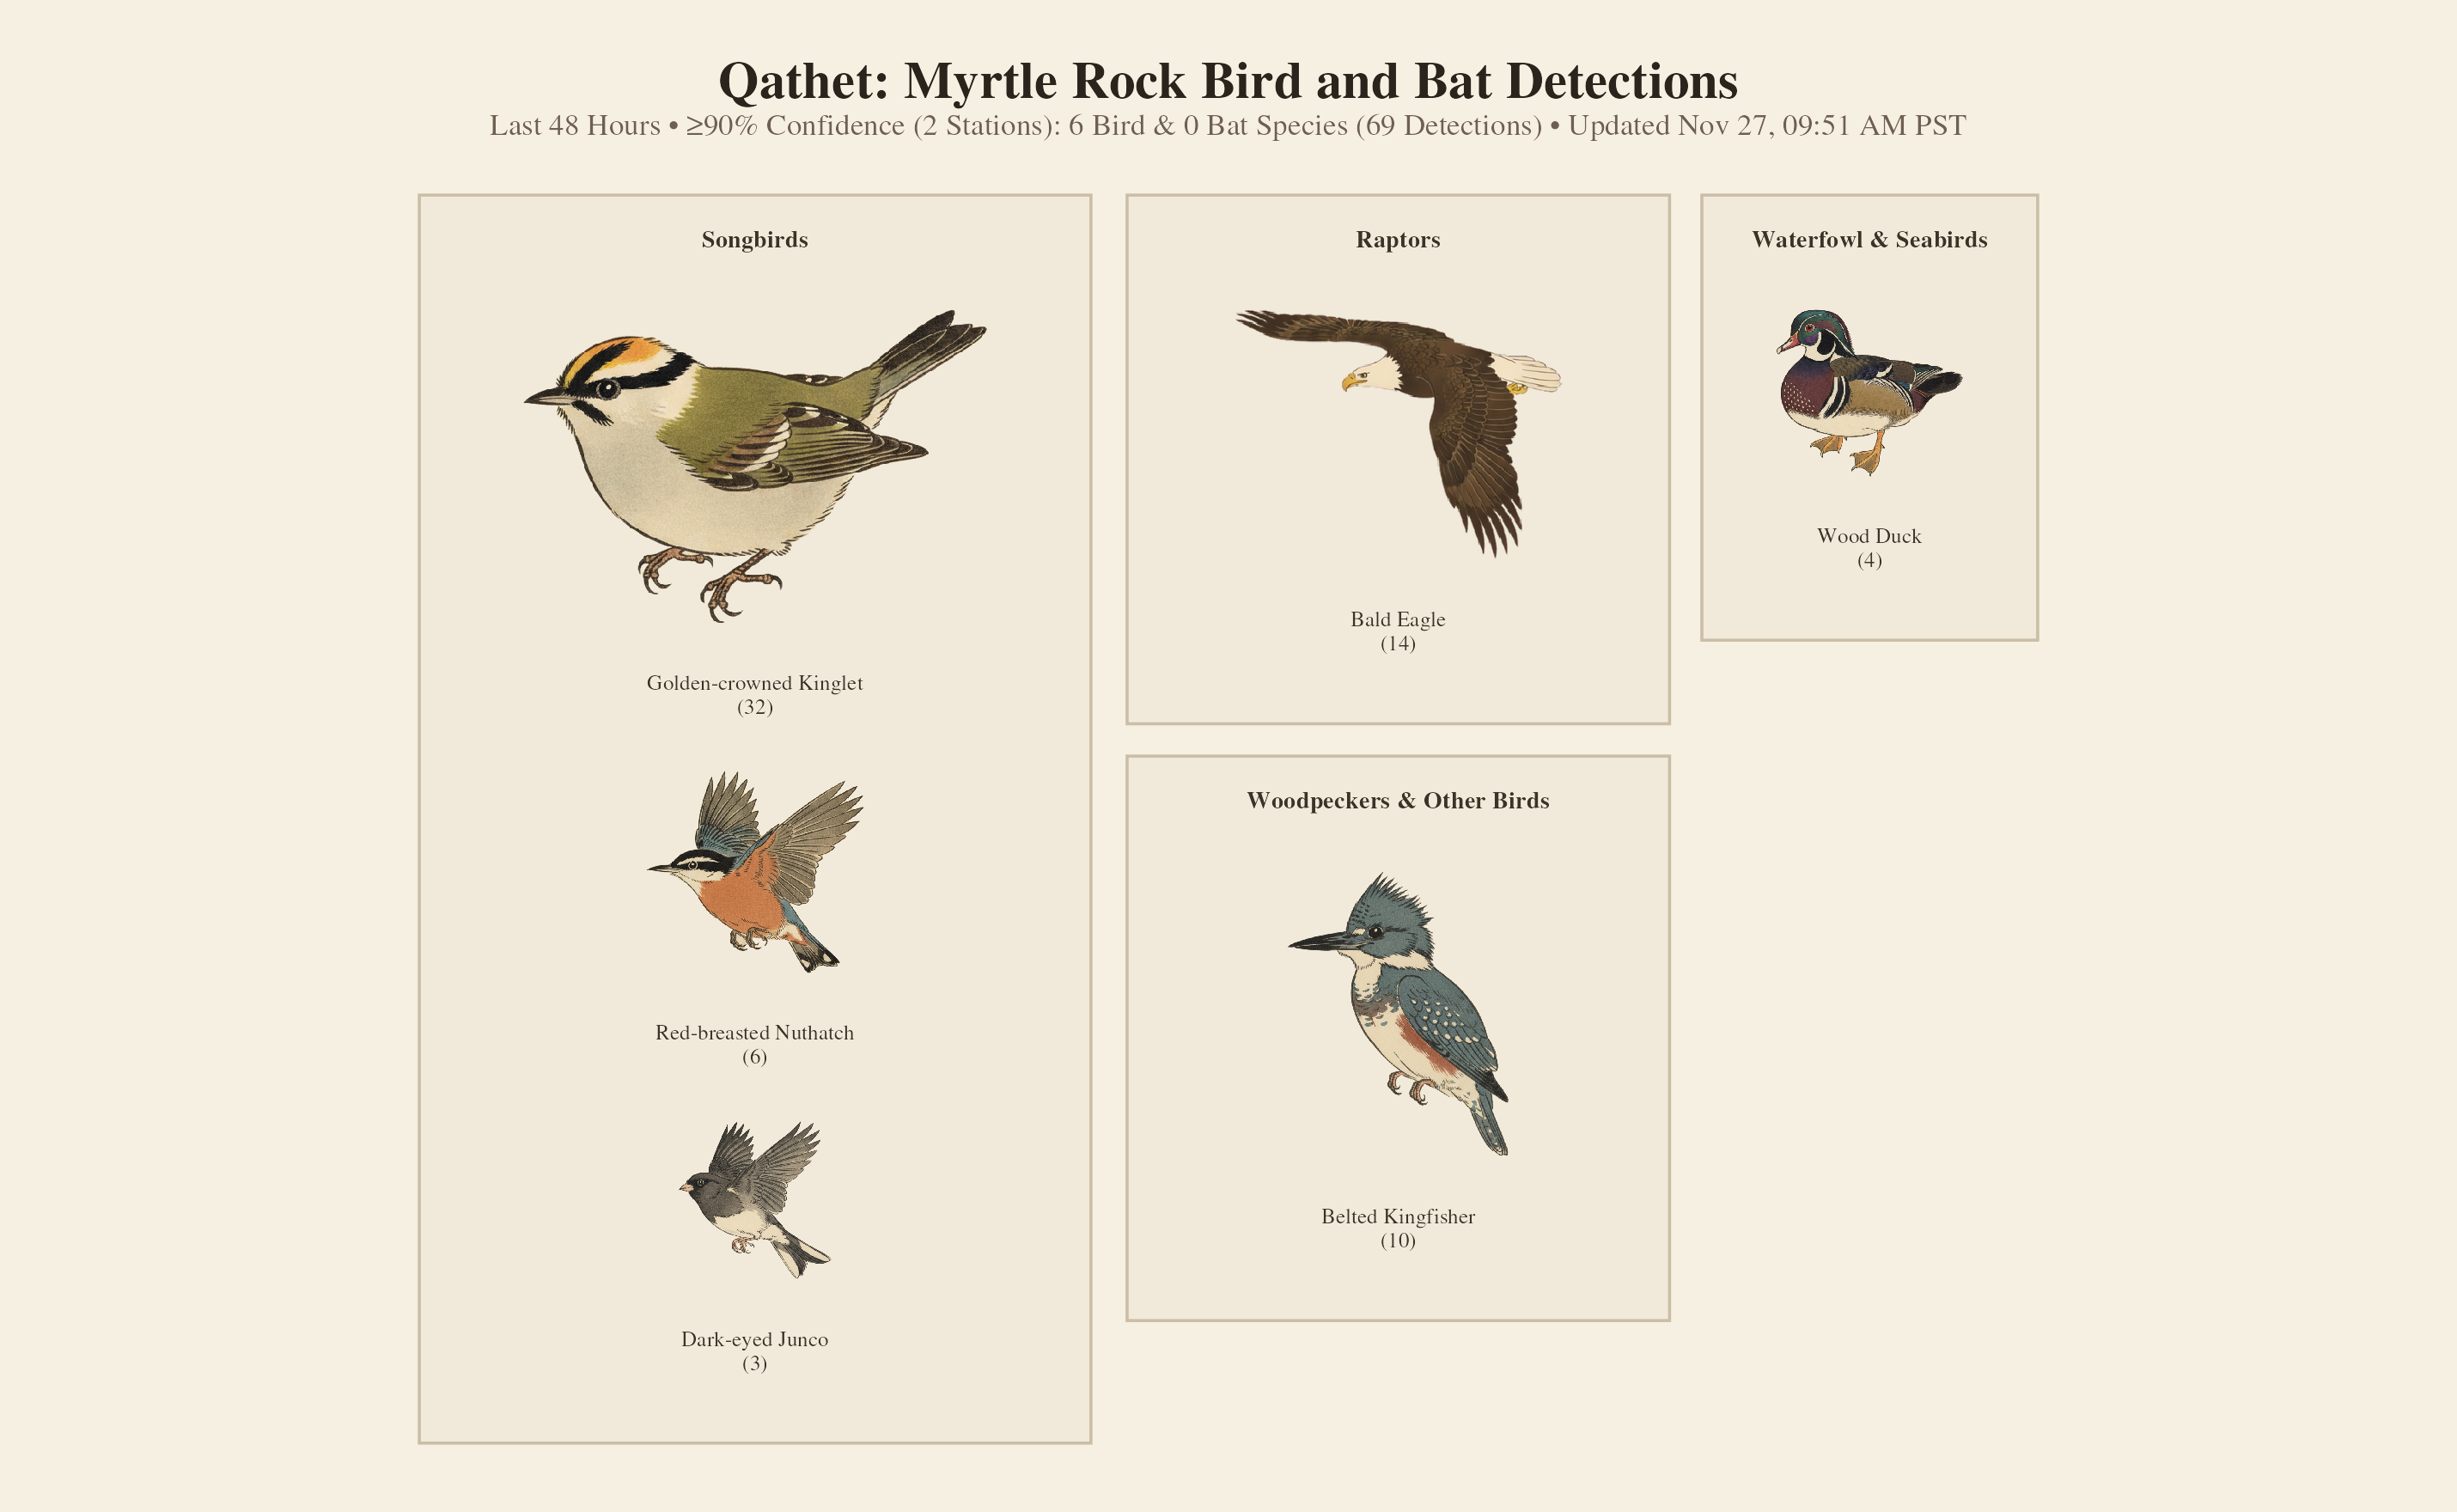 Qathet: Myrtle Rock Bird and Bat Detections
Last 48 Hours • ≥90% Confidence (2 Stations): 6 Bird & 0 Bat Species (69 Detections) • Updated Nov 27, 09:51 AM PST
Songbirds
Golden-crowned Kinglet
(32)
Red-breasted Nuthatch
(6)
Dark-eyed Junco
(3)
Raptors
Bald Eagle
(14)
Woodpeckers & Other Birds
Belted Kingfisher
(10)
Waterfowl & Seabirds
Wood Duck
(4)